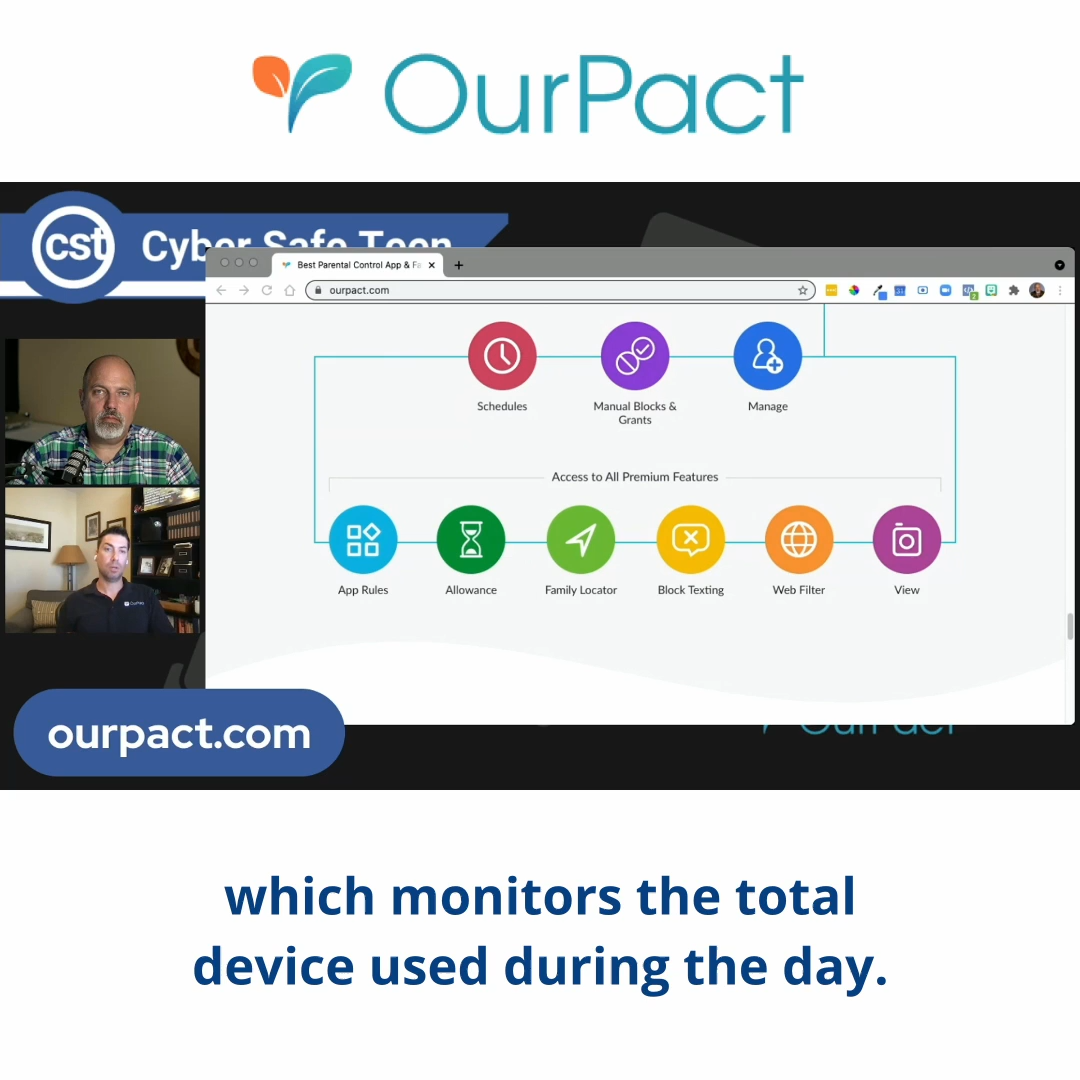 OurPact
cst Cyber Safe Teen
Best Parental Control App & Fa
ourpact.com
Schedules
Manual Blocks &
Grants
Manage
Access to All Premium Features
App Rules
Allowance
Family Locator
Block Texting
Web Filter
View
ourpact.com
OurPact
which monitors the total
device used during the day.